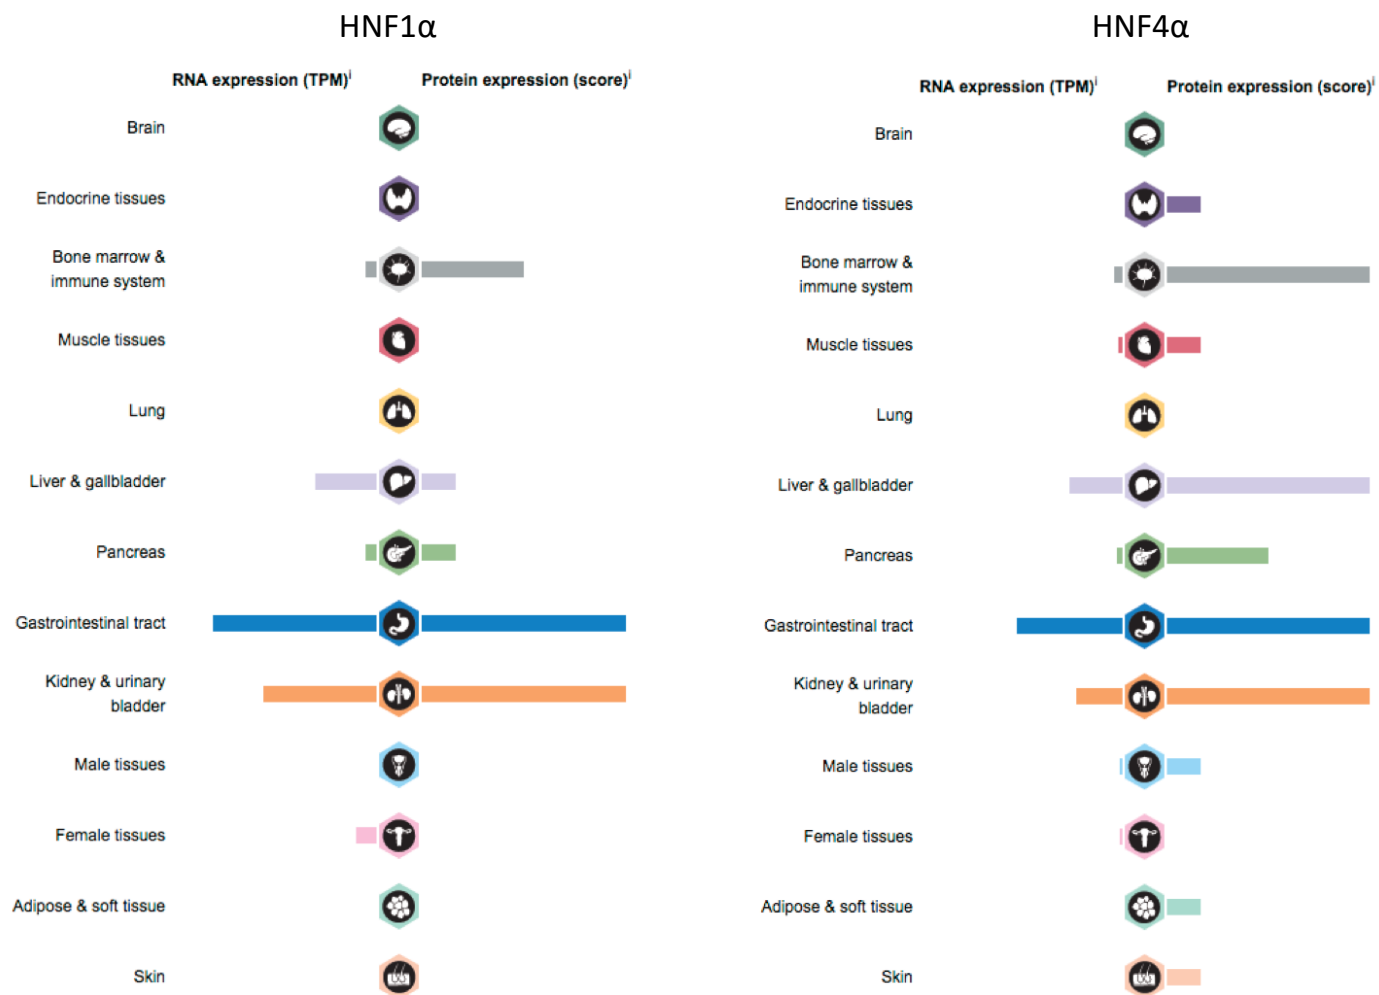 HNF1α
RNA expression (TPM)i
Protein expression (score)i
Brain
Endocrine tissues
Bone marrow &
immune system
Muscle tissues
Lung
Liver & gallbladder
Pancreas
Gastrointestinal tract
Kidney & urinary
bladder
Male tissues
Female tissues
Adipose & soft tissue
Skin
HNF4α
RNA expression (TPM)i
Protein expression (score)i
Brain
Endocrine tissues
Bone marrow &
immune system
Muscle tissues
Lung
Liver & gallbladder
Pancreas
Gastrointestinal tract
Kidney & urinary
bladder
Male tissues
Female tissues
Adipose & soft tissue
Skin